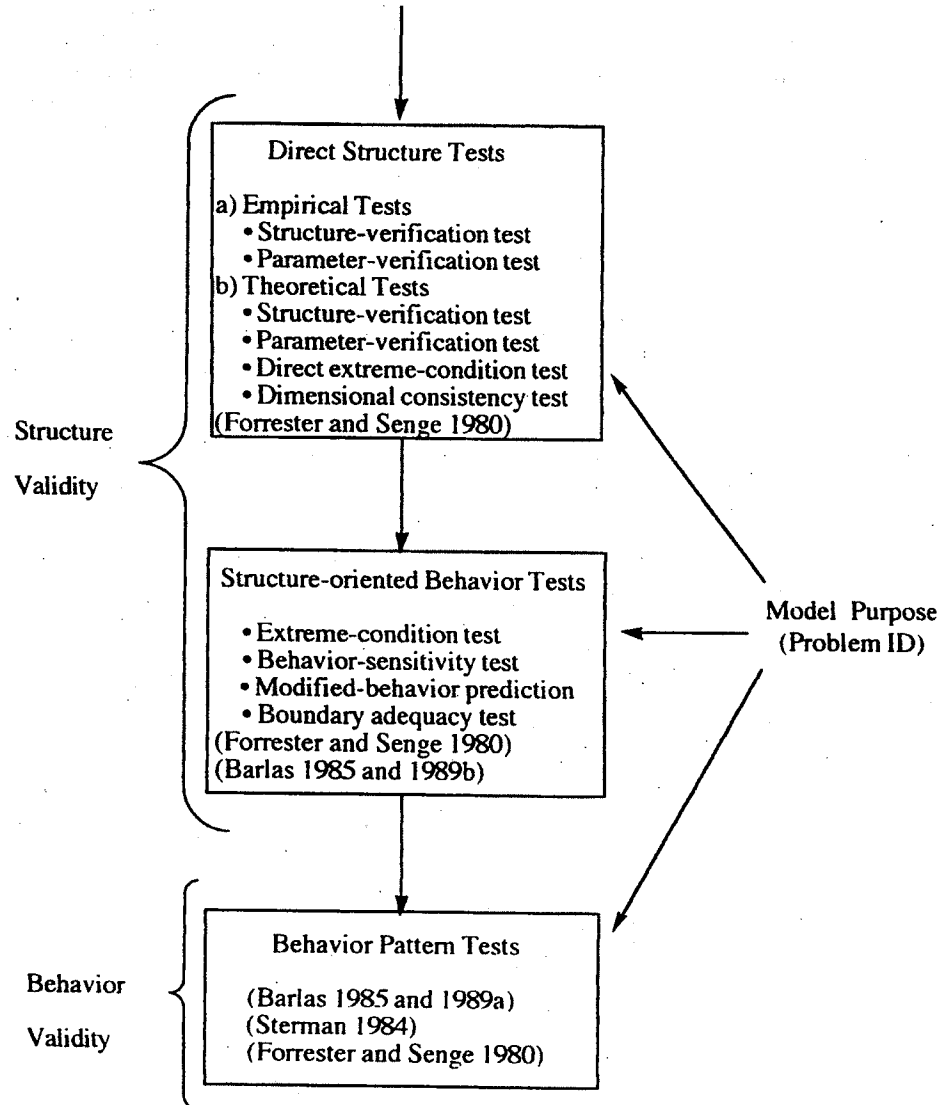 Direct Structure Tests
a) Empirical Tests
• Structure-verification test
• Parameter-verification test
b) Theoretical Tests
• Structure-verification test
• Parameter-verification test
• Direct extreme-condition test
• Dimensional consistency test
(Forrester and Senge 1980)
Structure
Validity
Structure-oriented Behavior Tests
• Extreme-condition test
• Behavior-sensitivity test
• Modified-behavior prediction
• Boundary adequacy test
(Forrester and Senge 1980)
(Barlas 1985 and 1989b)
Model Purpose
(Problem ID)
Behavior Pattern Tests
(Barlas 1985 and 1989a)
(Sterman 1984)
(Forrester and Senge 1980)
Behavior
Validity